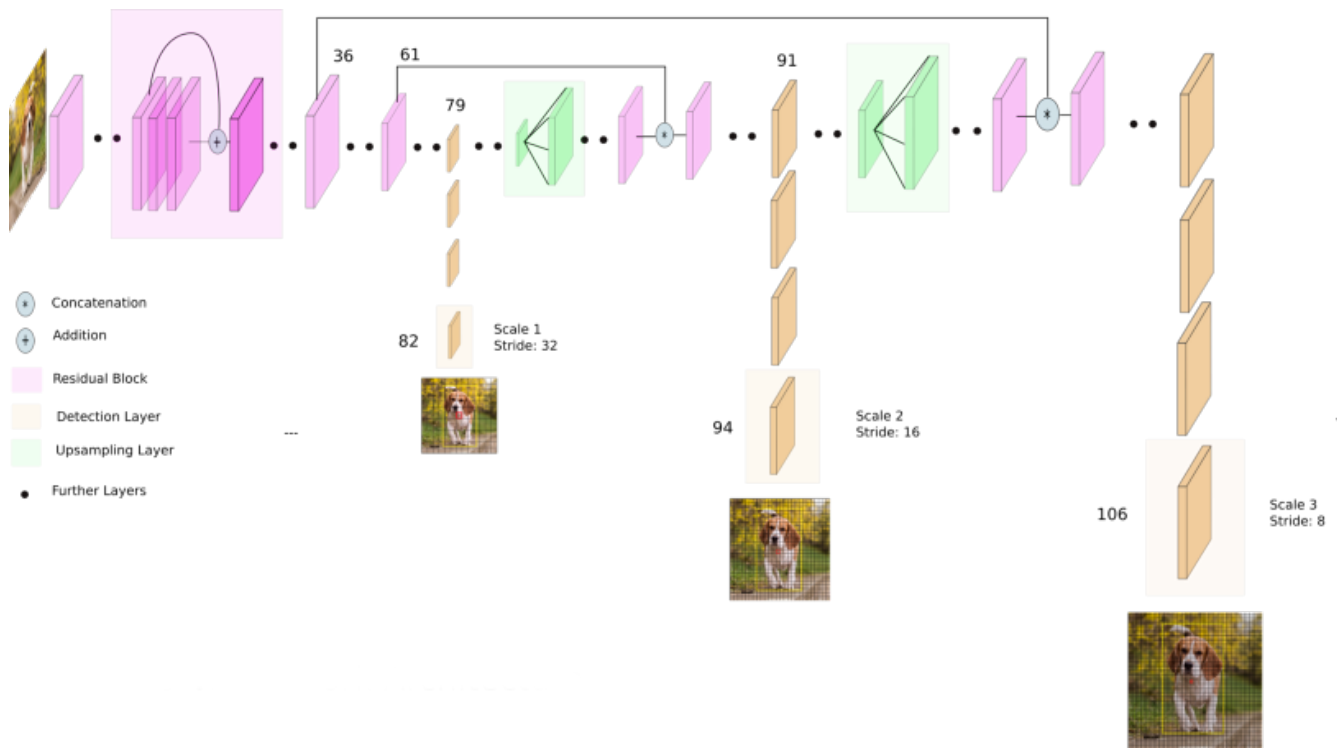 36
61
91
79
+
*
*
* Concatenation
+ Addition
Residual Block
Detection Layer
Upsampling Layer
Further Layers
---
82
Scale 1
Stride: 32
94
Scale 2
Stride: 16
106
Scale 3
Stride: 8